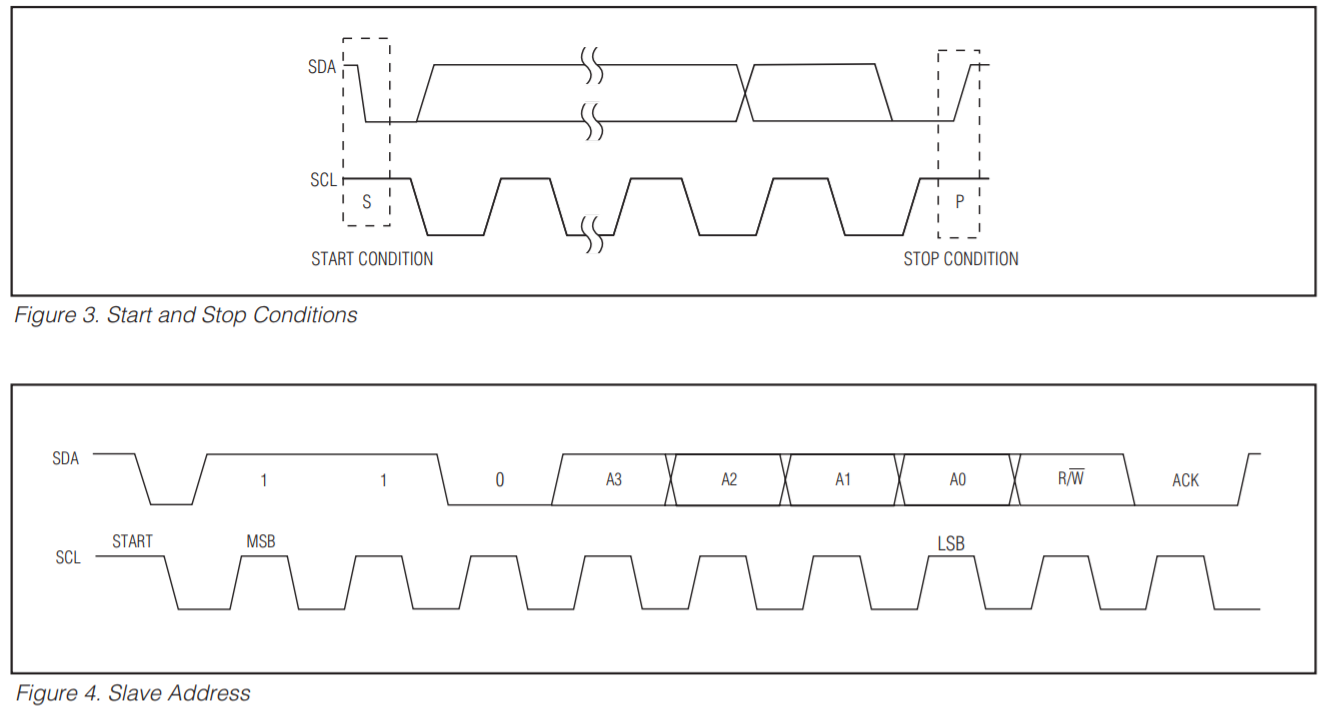 SDA
SCL
S
P
START CONDITION
STOP CONDITION
Figure 3. Start and Stop Conditions
SDA
1 1 0 A3 A2 A1 A0 R/W̅ ACK
START MSB LSB
SCL
Figure 4. Slave Address